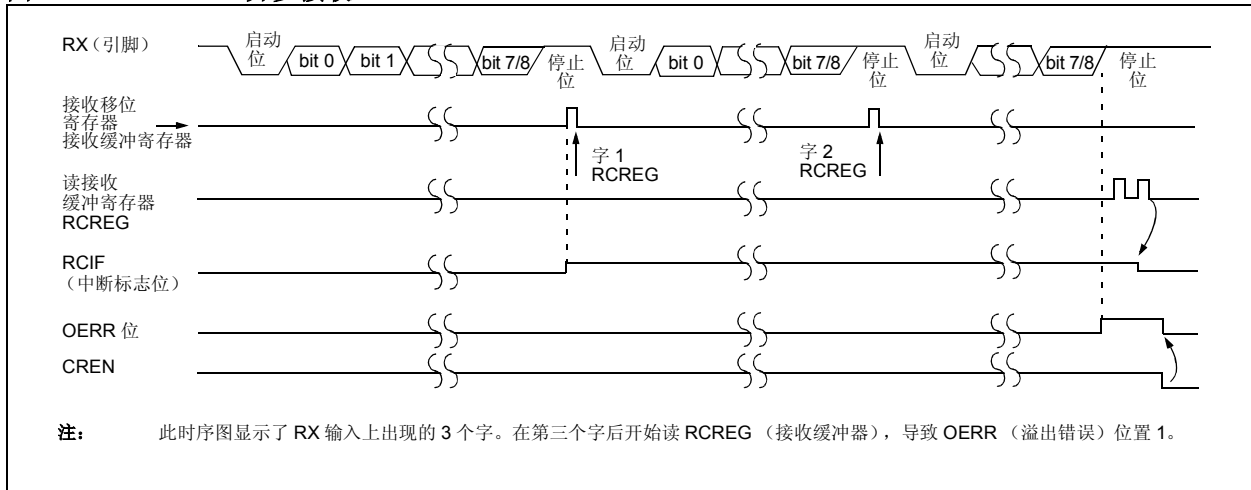 RX（引脚）
启动
位
bit 0
bit 1
bit 7/8
停止
位
启动
位
bit 0
bit 7/8
停止
位
启动
位
bit 7/8
停止
位
接收移位
寄存器
接收缓冲寄存器
字 1
RCREG
字 2
RCREG
读接收
缓冲寄存器
RCREG
RCIF
（中断标志位）
OERR 位
CREN
注： 此时序图显示了 RX 输入上出现的 3 个字。在第三个字后开始读 RCREG （接收缓冲器），导致 OERR （溢出错误）位置 1。